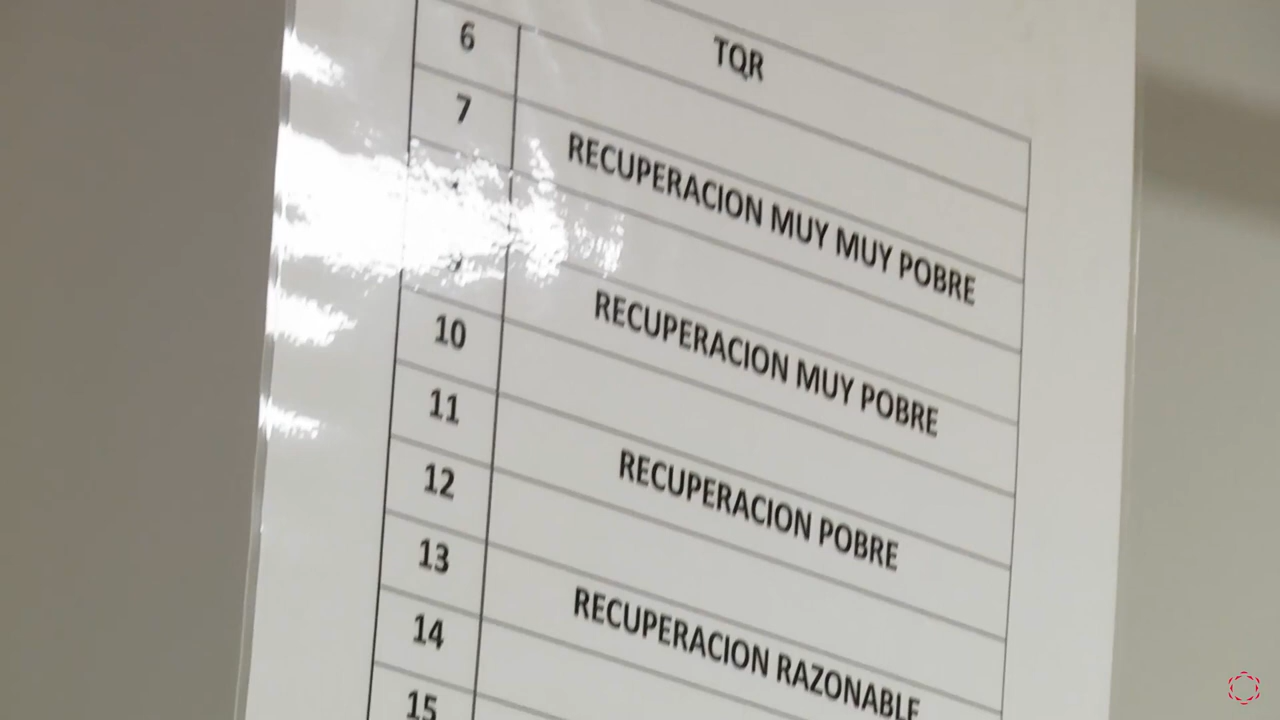 TQR
6
7 RECUPERACION MUY MUY POBRE
RECUPERACION MUY POBRE
10
11 RECUPERACION POBRE
12
13 RECUPERACION RAZONABLE
14
15